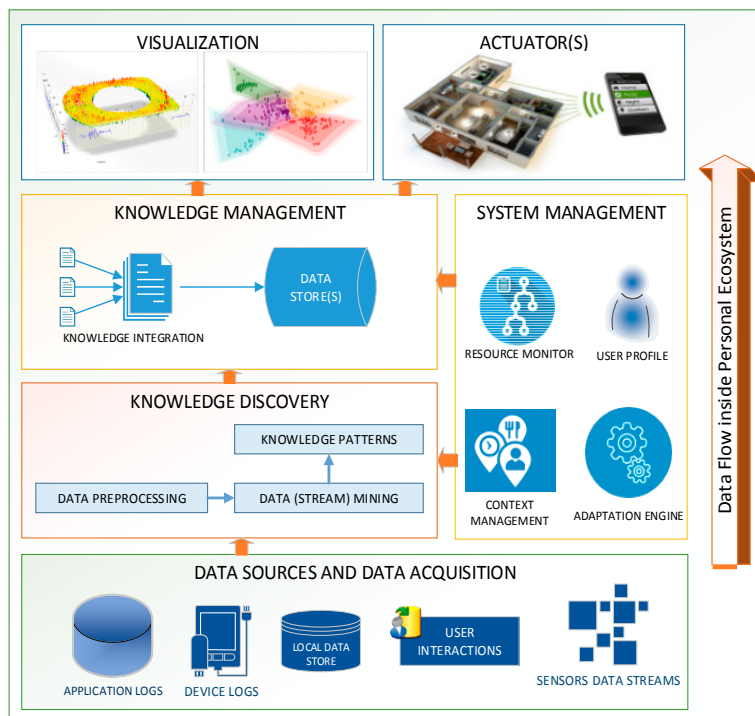 VISUALIZATION
ACTUATOR(S)
KNOWLEDGE MANAGEMENT
DATA
STORE(S)
KNOWLEDGE INTEGRATION
SYSTEM MANAGEMENT
RESOURCE MONITOR
USER PROFILE
CONTEXT
MANAGEMENT
ADAPTATION ENGINE
KNOWLEDGE DISCOVERY
KNOWLEDGE PATTERNS
DATA PREPROCESSING
DATA (STREAM) MINING
DATA SOURCES AND DATA ACQUISITION
APPLICATION LOGS
DEVICE LOGS
LOCAL DATA
STORE
USER
INTERACTIONS
SENSORS DATA STREAMS
Data Flow inside Personal Ecosystem